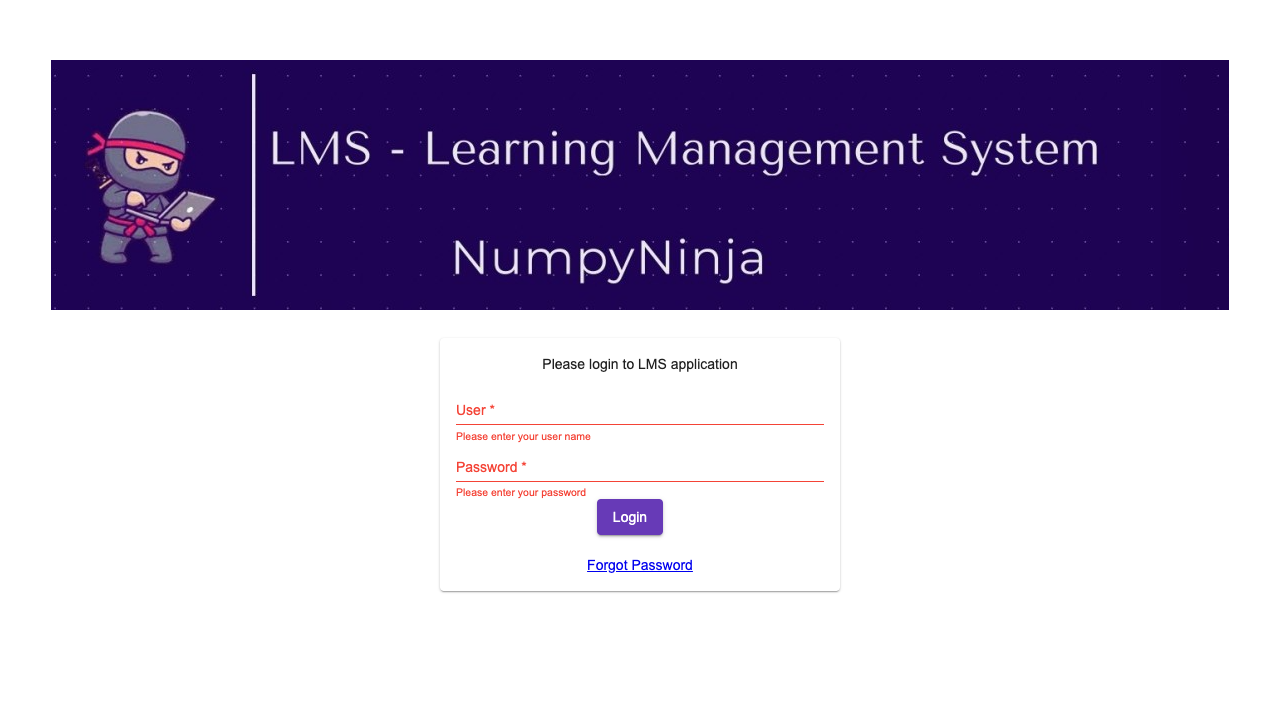 LMS - Learning Management System
NumpyNinja
Please login to LMS application
User *
Please enter your user name
Password *
Please enter your password
Login
Forgot Password